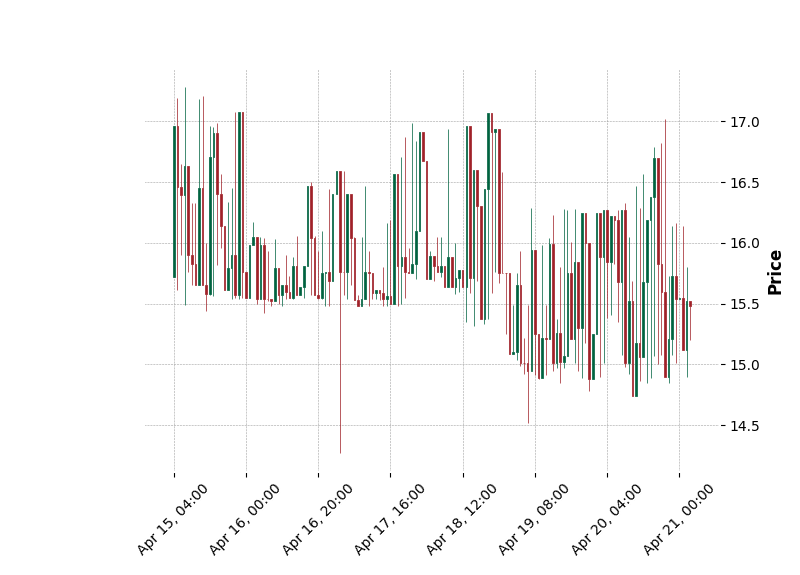 17.0
16.5
16.0
15.5
15.0
14.5
Price
Apr 15, 04:00
Apr 16, 00:00
Apr 16, 20:00
Apr 17, 16:00
Apr 18, 12:00
Apr 19, 08:00
Apr 20, 04:00
Apr 21, 00:00